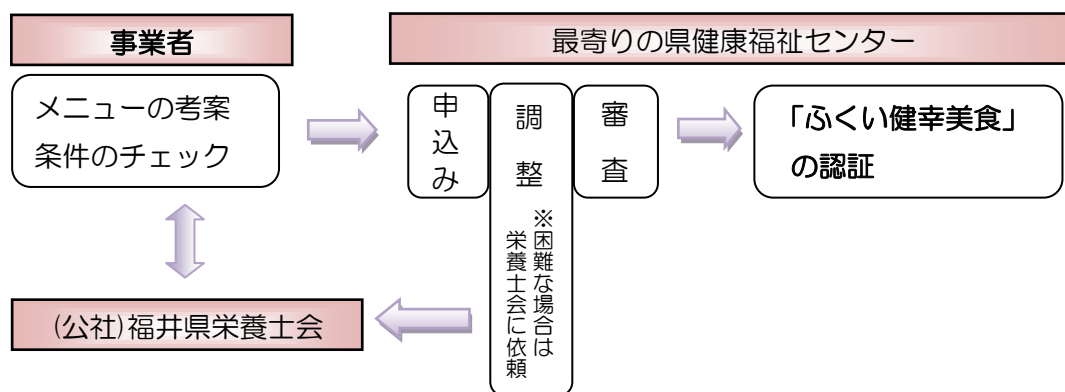 事業者
最寄りの県健康福祉センター
メニューの考案
条件のチェック
申込み
調整
※困難な場合は
栄養士会に依頼
審査
「ふくい健幸美食」
の認証
(公社)福井県栄養士会